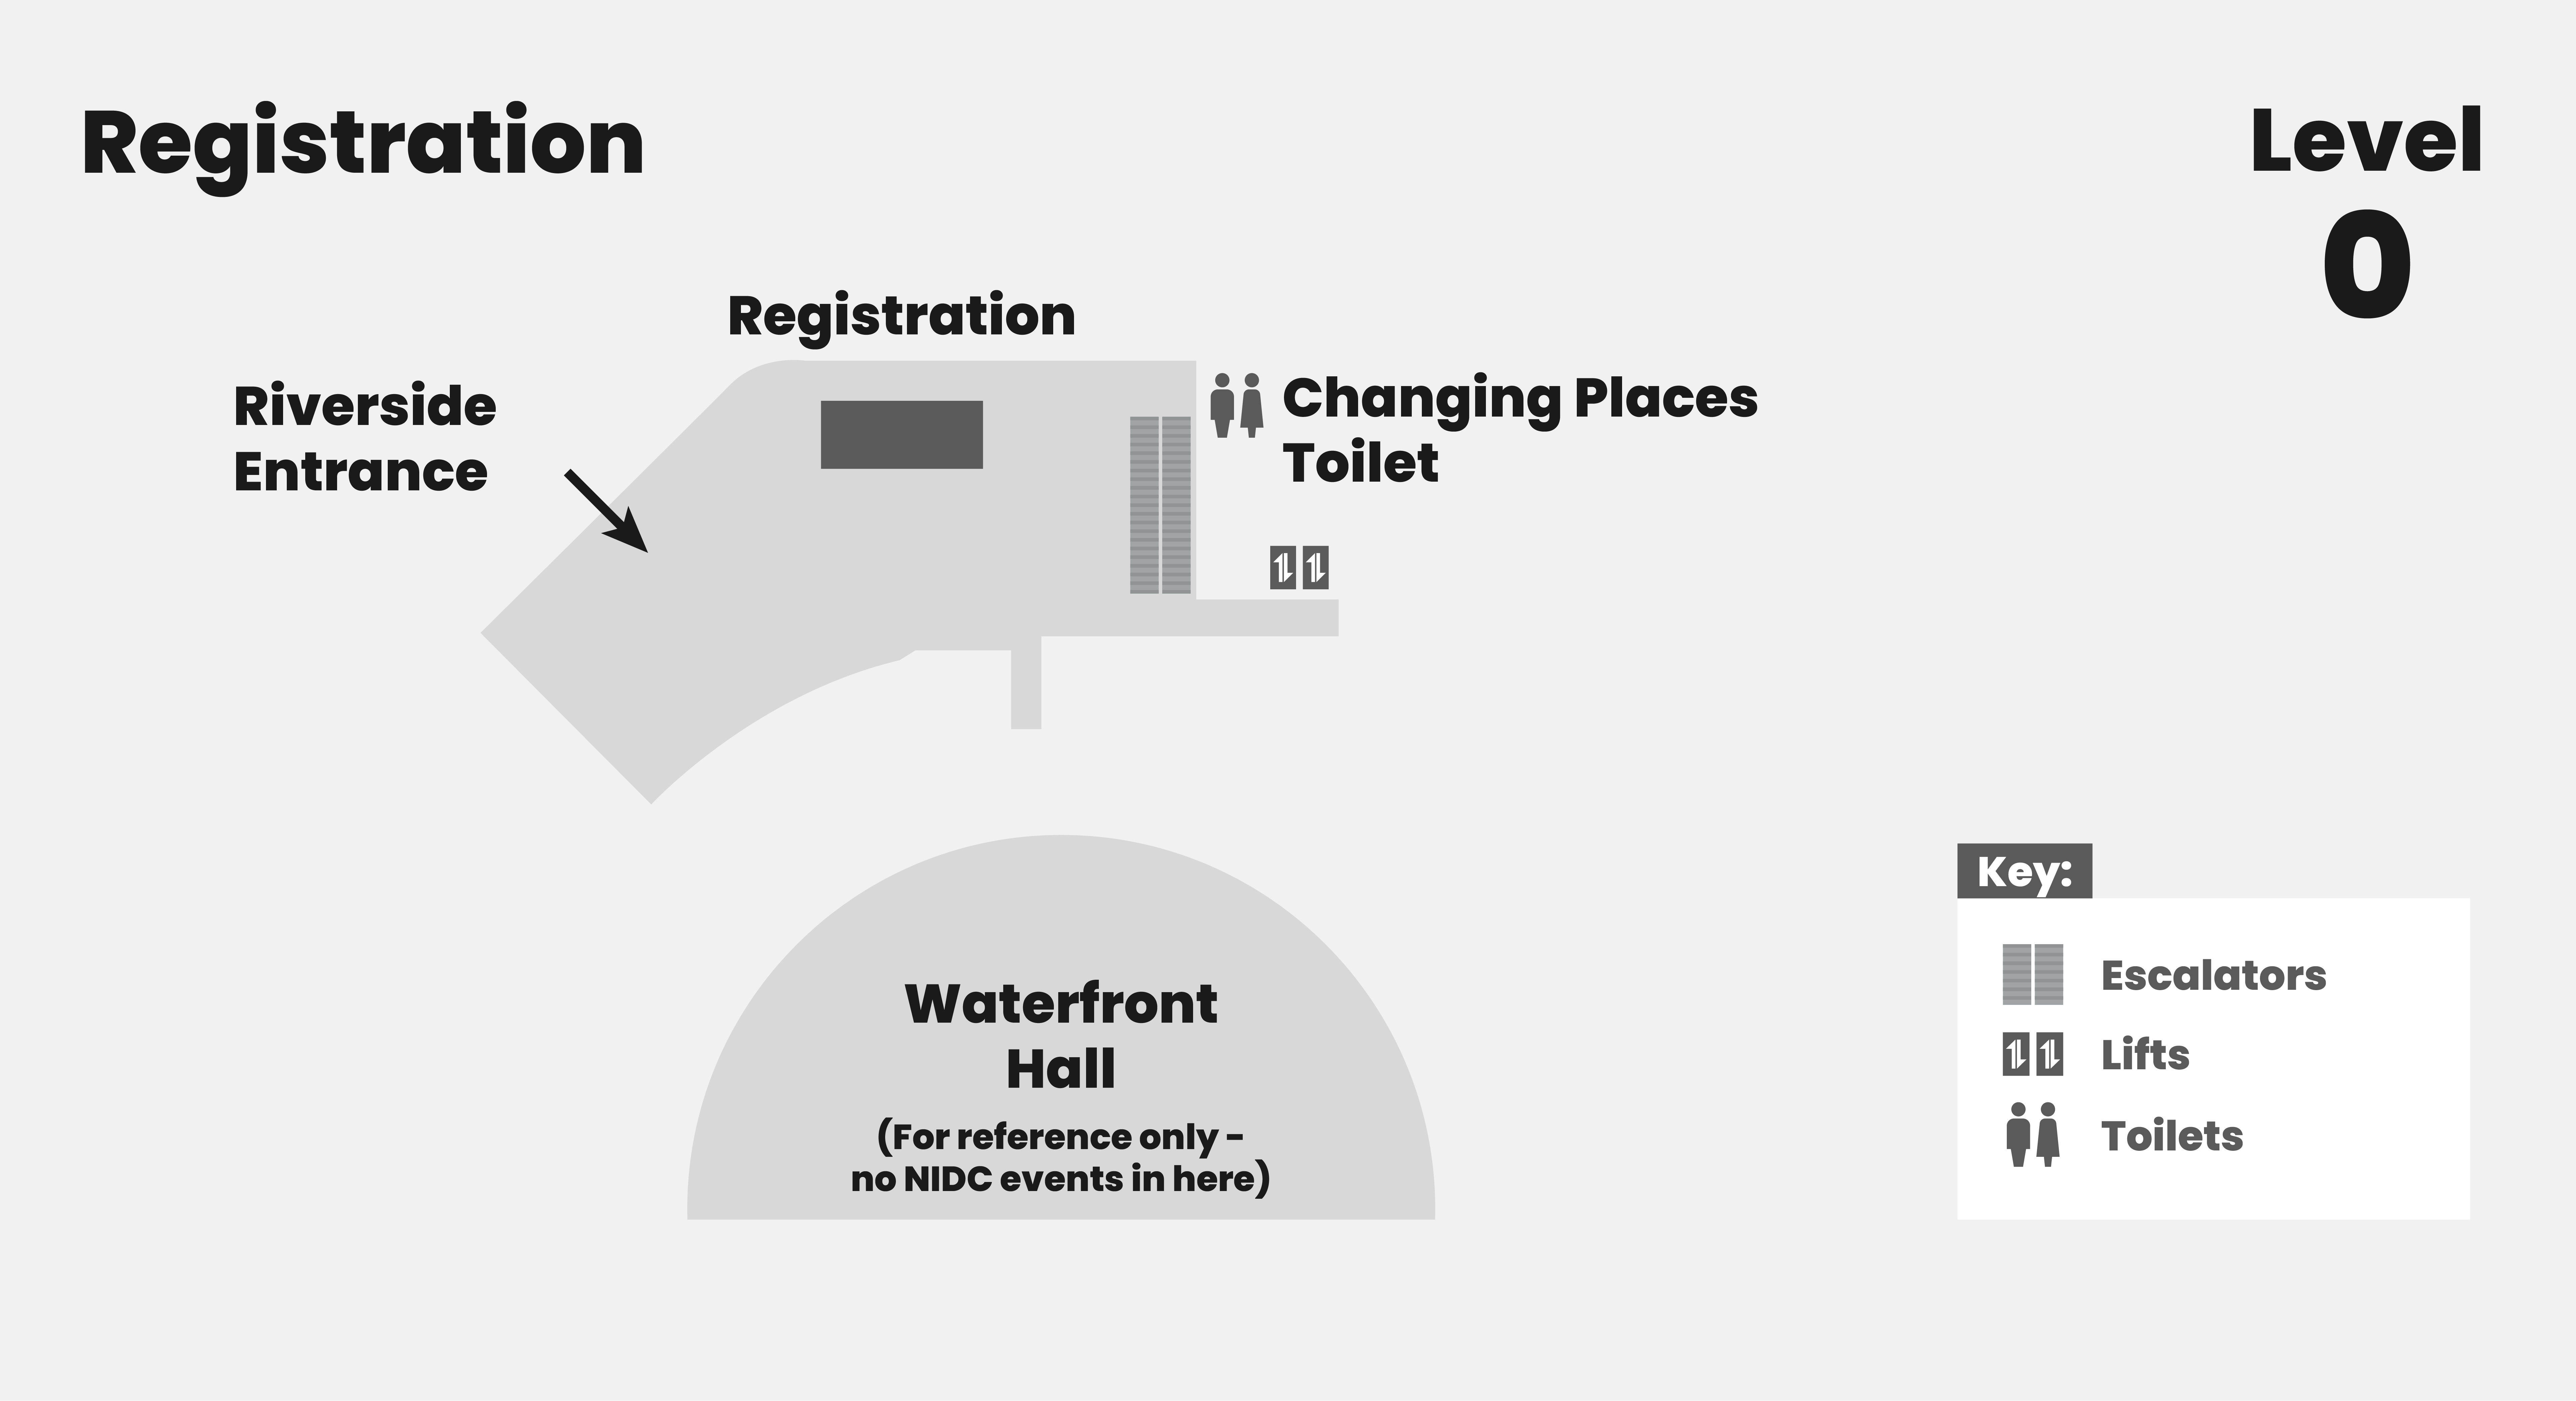 Registration
Level
0
Registration
Riverside
Entrance
Changing Places
Toilet
Waterfront
Hall
(For reference only -
no NIDC events in here)
Key:
Escalators
Lifts
Toilets